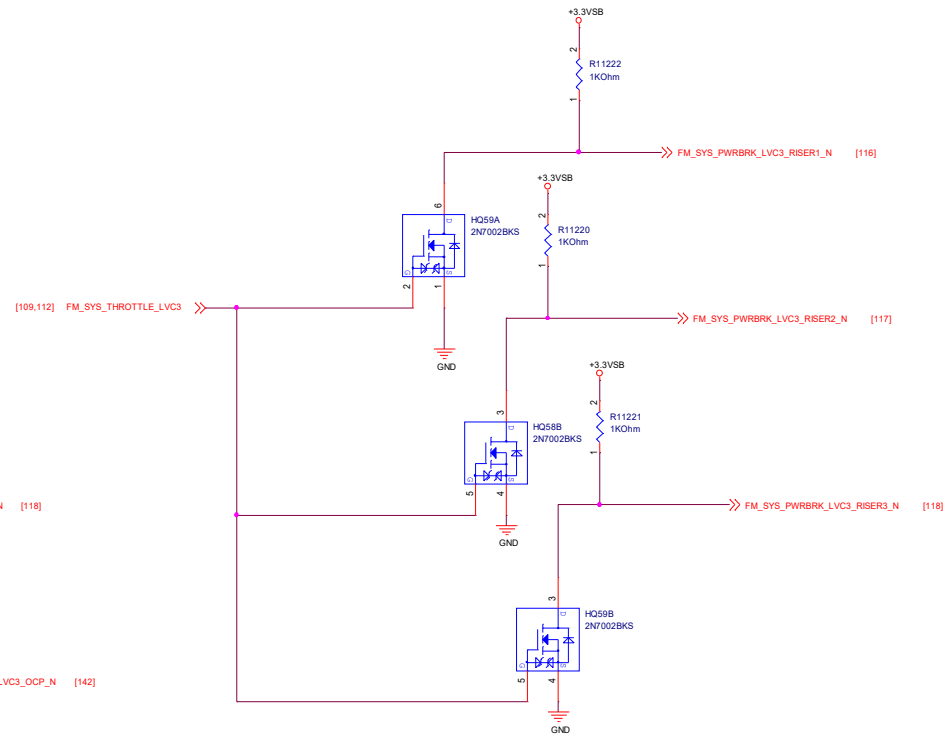 +3.3VSB
2
R11222
1KOhm
1
FM_SYS_PWRBRK_LVC3_RISER1_N [116]
+3.3VSB
6
D
HQ59A
2N7002BKS
2
R11220
1KOhm
G
S
1
2
1
[109,112] FM_SYS_THROTTLE_LVC3
FM_SYS_PWRBRK_LVC3_RISER2_N [117]
GND
+3.3VSB
3
2
R11221
1KOhm
D
HQ58B
2N7002BKS
1
G
S
5
4
N [118]
FM_SYS_PWRBRK_LVC3_RISER3_N [118]
GND
3
D
HQ59B
2N7002BKS
G
S
5
4
LVC3_OCP_N [142]
GND